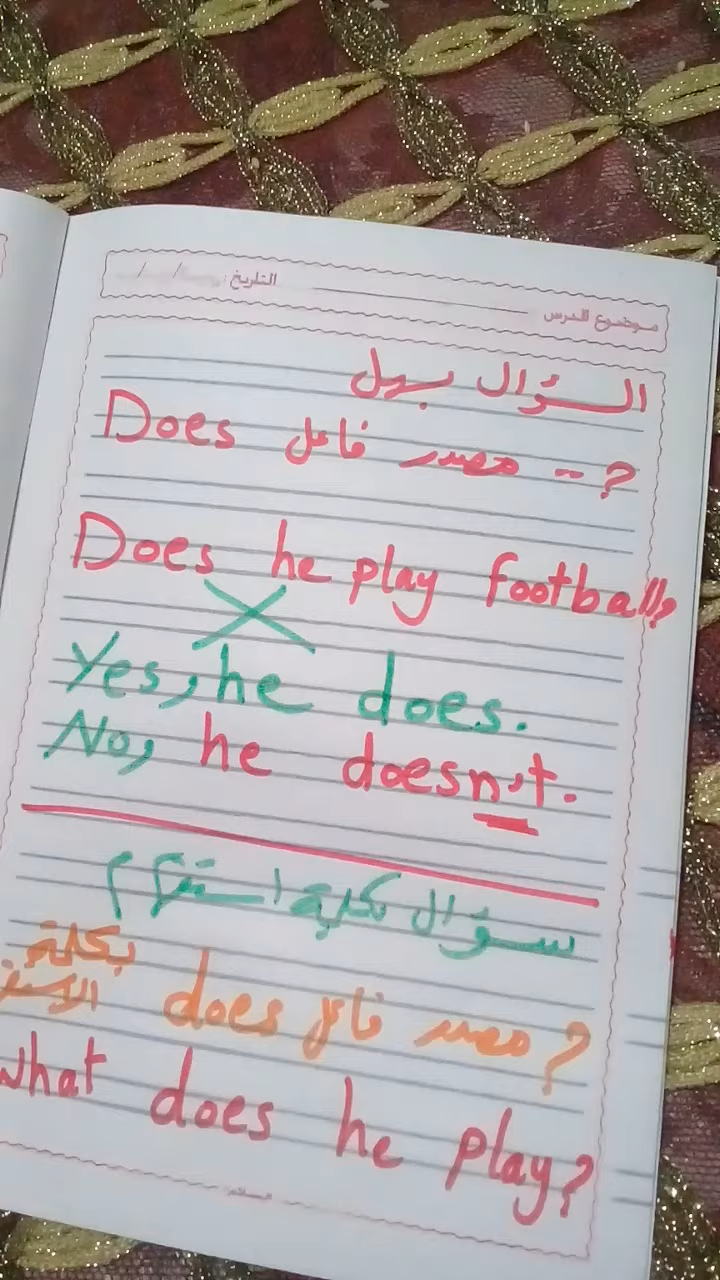 موضوع الدرس التاريخ: / /
السؤال بهل
Does فاعل مصدر -- ?
Does he play football?
Yes, he does.
No, he doesn't.
سؤال بكلمة استفهام
بكلمة الاستفهام does فاعل مصدر ?
What does he play?